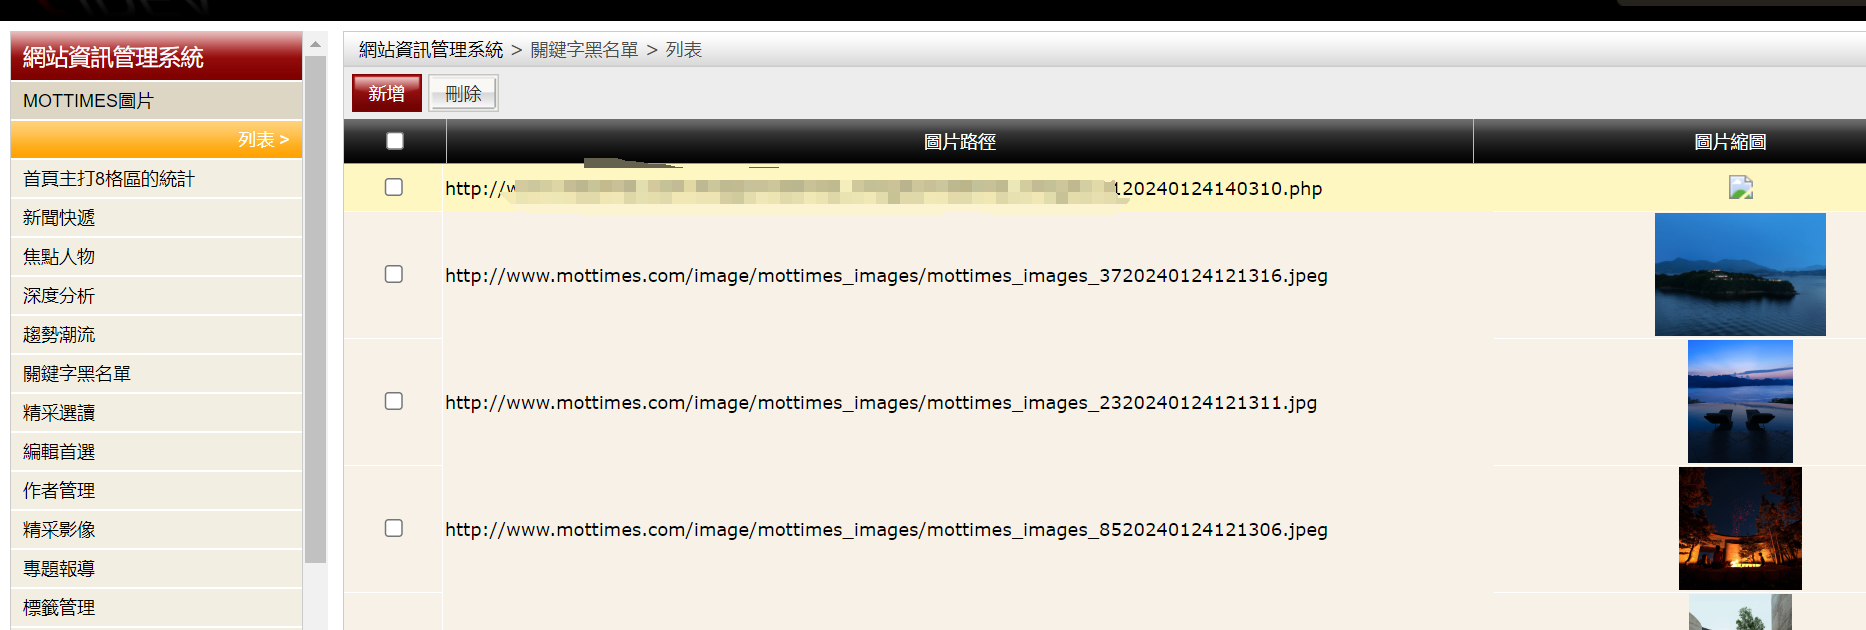 網站資訊管理系統
MOTTIMES圖片
列表 >
首頁主打8格區的統計
新聞快遞
焦點人物
深度分析
趨勢潮流
關鍵字黑名單
精采選讀
編輯首選
作者管理
精采影像
專題報導
標籤管理
網站資訊管理系統 > 關鍵字黑名單 > 列表
新增 刪除
圖片路徑 圖片縮圖
http:// 120240124140310.php
http://www.mottimes.com/image/mottimes_images/mottimes_images_3720240124121316.jpeg
http://www.mottimes.com/image/mottimes_images/mottimes_images_2320240124121311.jpg
http://www.mottimes.com/image/mottimes_images/mottimes_images_8520240124121306.jpeg